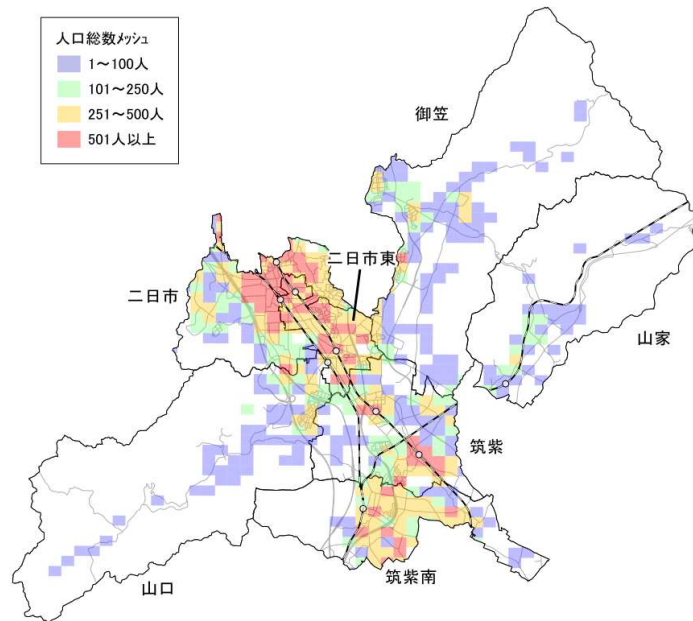 人口総数メッシュ
1～100人
101～250人
251～500人
501人以上
御笠
二日市東
二日市
山家
筑紫
筑紫南
山口